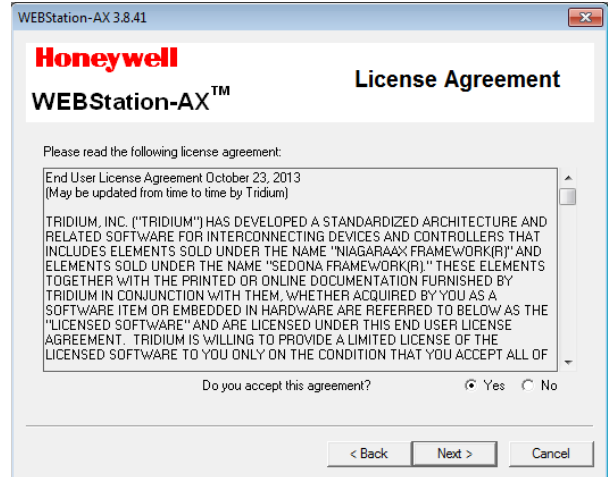 WEBStation-AX 3.8.41
Honeywell
WEBStation-AX™
License Agreement
Please read the following license agreement:
End User License Agreement October 23, 2013
(May be updated from time to time by Tridium)
TRIDIUM, INC. ("TRIDIUM") HAS DEVELOPED A STANDARDIZED ARCHITECTURE AND
RELATED SOFTWARE FOR INTERCONNECTING DEVICES AND CONTROLLERS THAT
INCLUDES ELEMENTS SOLD UNDER THE NAME "NIAGARAAX FRAMEWORK(R)" AND
ELEMENTS SOLD UNDER THE NAME "SEDONA FRAMEWORK(R)." THESE ELEMENTS
TOGETHER WITH THE PRINTED OR ONLINE DOCUMENTATION FURNISHED BY
TRIDIUM IN CONJUNCTION WITH THEM, WHETHER ACQUIRED BY YOU AS A
SOFTWARE ITEM OR EMBEDDED IN HARDWARE ARE REFERRED TO BELOW AS THE
"LICENSED SOFTWARE" AND ARE LICENSED UNDER THIS END USER LICENSE
AGREEMENT.  TRIDIUM IS WILLING TO PROVIDE A LIMITED LICENSE OF THE
LICENSED SOFTWARE TO YOU ONLY ON THE CONDITION THAT YOU ACCEPT ALL OF
Do you accept this agreement? Yes No
< Back Next > Cancel